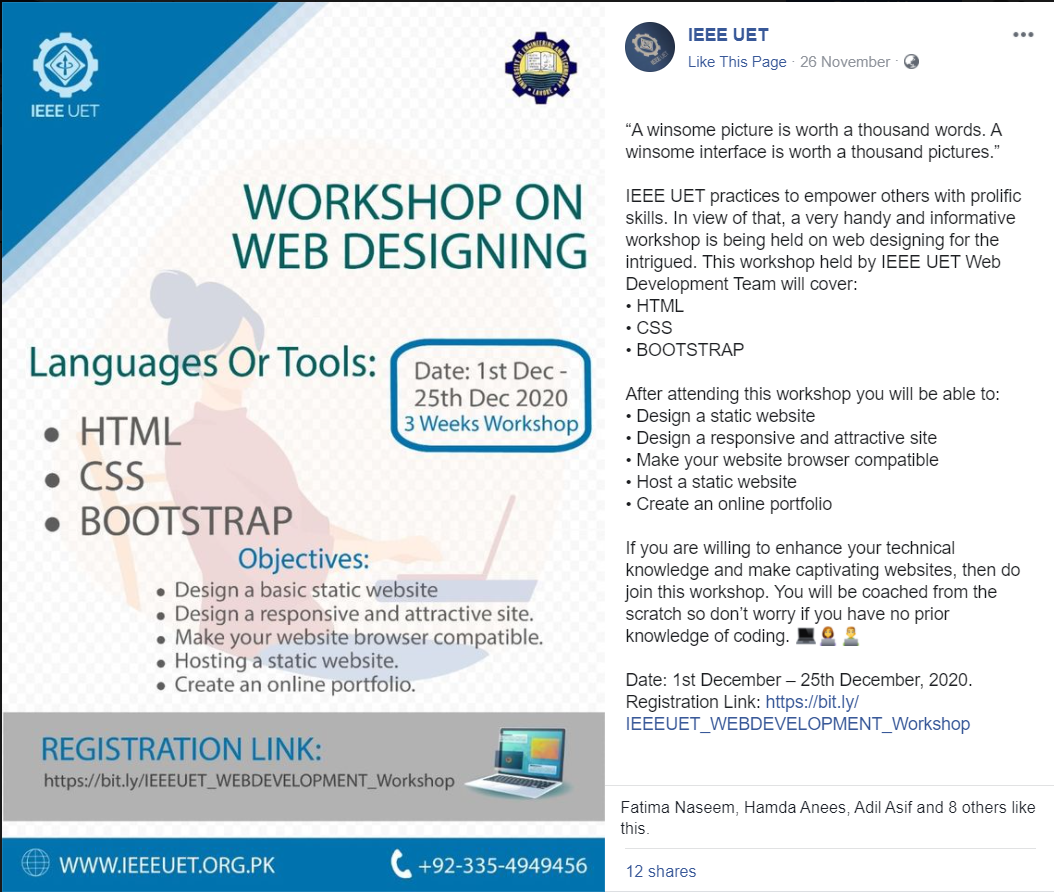 IEEE UET
UNIVERSITY OF ENGINEERING AND TECHNOLOGY
LAHORE
WORKSHOP ON
WEB DESIGNING
Languages Or Tools:
• HTML
• CSS
• BOOTSTRAP
Date: 1st Dec -
25th Dec 2020
3 Weeks Workshop
Objectives:
• Design a basic static website
• Design a responsive and attractive site.
• Make your website browser compatible.
• Hosting a static website.
• Create an online portfolio.
REGISTRATION LINK:
https://bit.ly/IEEEUET_WEBDEVELOPMENT_Workshop
WWW.IEEEUET.ORG.PK
+92-335-4949456
IEEE UET
Like This Page · 26 November ·
“A winsome picture is worth a thousand words. A
winsome interface is worth a thousand pictures.”
IEEE UET practices to empower others with prolific
skills. In view of that, a very handy and informative
workshop is being held on web designing for the
intrigued. This workshop held by IEEE UET Web
Development Team will cover:
• HTML
• CSS
• BOOTSTRAP
After attending this workshop you will be able to:
• Design a static website
• Design a responsive and attractive site
• Make your website browser compatible
• Host a static website
• Create an online portfolio
If you are willing to enhance your technical
knowledge and make captivating websites, then do
join this workshop. You will be coached from the
scratch so don’t worry if you have no prior
knowledge of coding. 💻👩‍💻👨‍💻
Date: 1st December – 25th December, 2020.
Registration Link: https://bit.ly/
IEEEUET_WEBDEVELOPMENT_Workshop
Fatima Naseem, Hamda Anees, Adil Asif and 8 others like
this.
12 shares